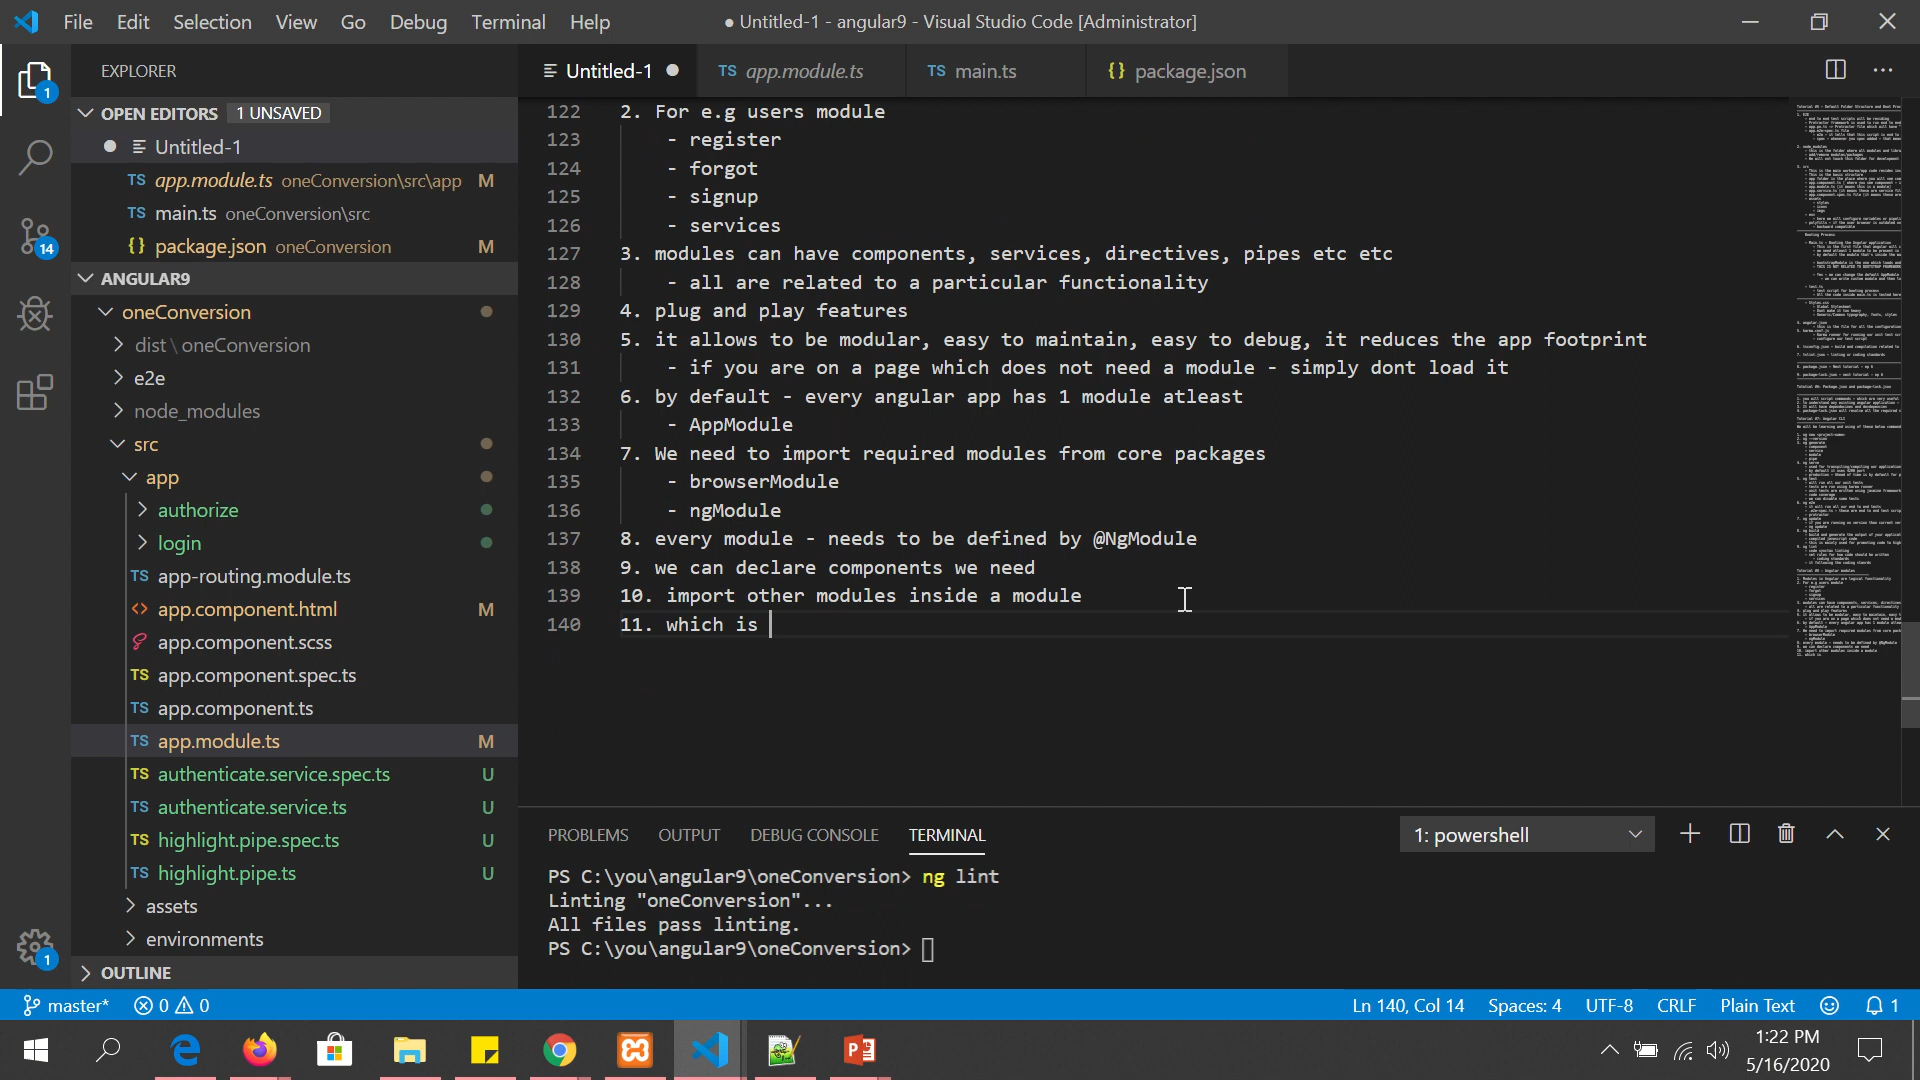 File Edit Selection View Go Debug Terminal Help
● Untitled-1 - angular9 - Visual Studio Code [Administrator]
EXPLORER
OPEN EDITORS 1 UNSAVED
Untitled-1
TS app.module.ts oneConversion\src\app M
TS main.ts oneConversion\src
{} package.json oneConversion M
ANGULAR9
oneConversion
dist\oneConversion
e2e
node_modules
src
app
authorize
login
TS app-routing.module.ts
<> app.component.html M
app.component.scss
TS app.component.spec.ts
TS app.component.ts
TS app.module.ts M
TS authenticate.service.spec.ts U
TS authenticate.service.ts U
TS highlight.pipe.spec.ts U
TS highlight.pipe.ts U
assets
environments
OUTLINE
1
14
1
Untitled-1 ●
TS app.module.ts
TS main.ts
{} package.json
122 2. For e.g users module
123 - register
124 - forgot
125 - signup
126 - services
127 3. modules can have components, services, directives, pipes etc etc
128 - all are related to a particular functionality
129 4. plug and play features
130 5. it allows to be modular, easy to maintain, easy to debug, it reduces the app footprint
131 - if you are on a page which does not need a module - simply dont load it
132 6. by default - every angular app has 1 module atleast
133 - AppModule
134 7. We need to import required modules from core packages
135 - browserModule
136 - ngModule
137 8. every module - needs to be defined by @NgModule
138 9. we can declare components we need
139 10. import other modules inside a module
140 11. which is
PROBLEMS OUTPUT DEBUG CONSOLE TERMINAL
1: powershell
PS C:\you\angular9\oneConversion> ng lint
Linting "oneConversion"...
All files pass linting.
PS C:\you\angular9\oneConversion>
master* 0 0
Ln 140, Col 14 Spaces: 4 UTF-8 CRLF Plain Text 1
1:22 PM
5/16/2020